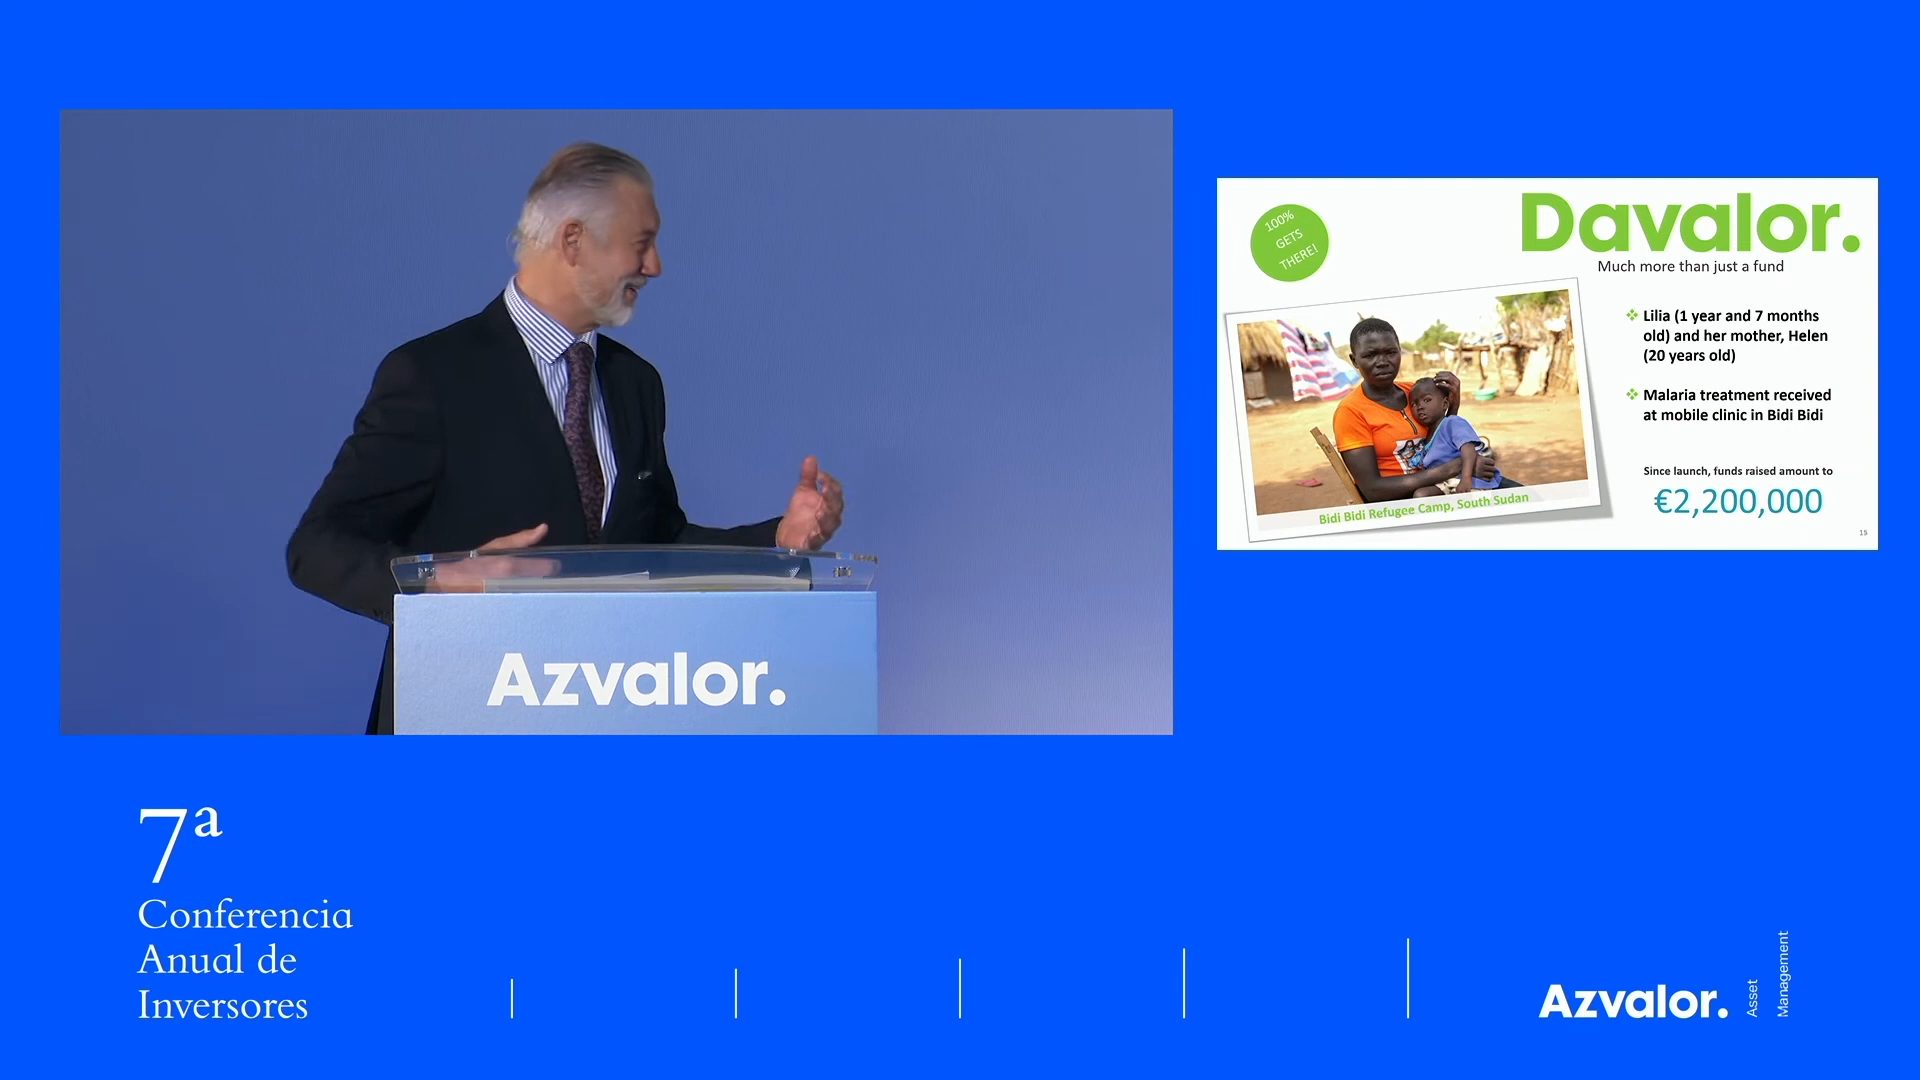 Azvalor.
100%
GETS
THERE!
Davalor.
Much more than just a fund
Lilia (1 year and 7 months
old) and her mother, Helen
(20 years old)
Malaria treatment received
at mobile clinic in Bidi Bidi
Since launch, funds raised amount to
€2,200,000
Bidi Bidi Refugee Camp, South Sudan
15
7ª
Conferencia
Anual de
Inversores
Azvalor.
Asset
Management